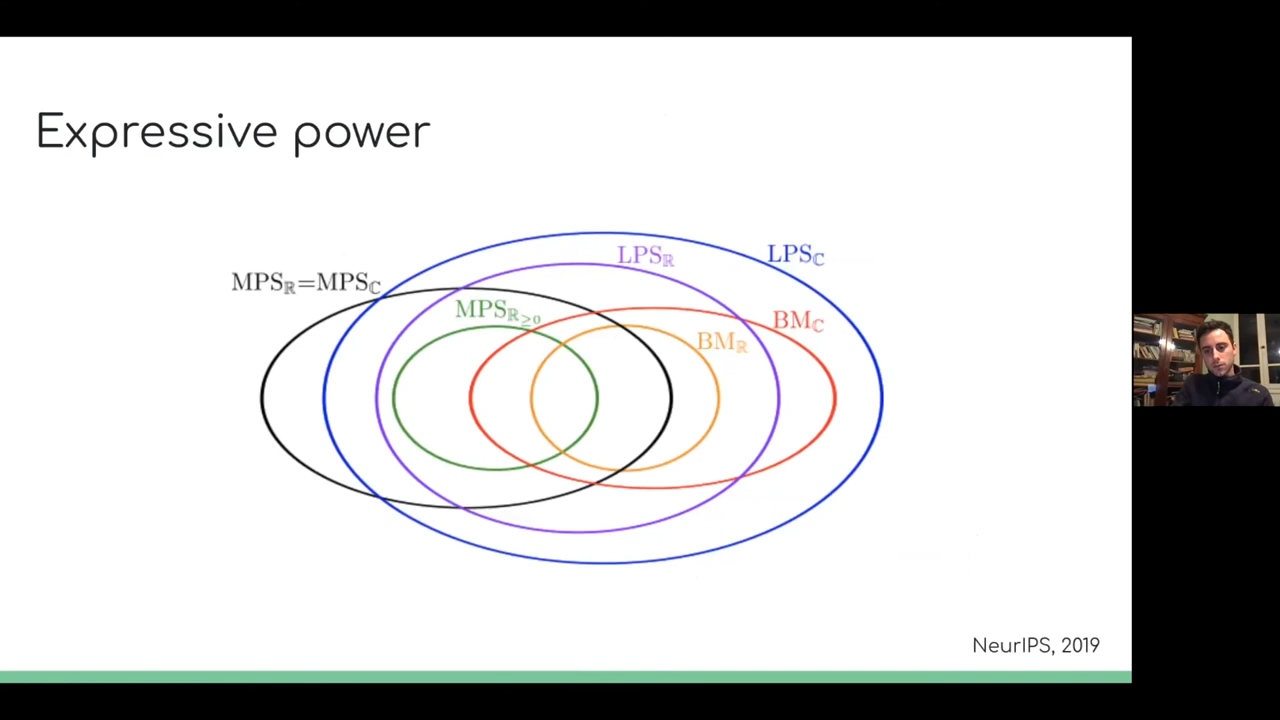 Expressive power
LPSℝ
LPSℂ
MPSℝ=MPSℂ
MPSℝ≥0
BMℂ
BMℝ
NeurIPS, 2019